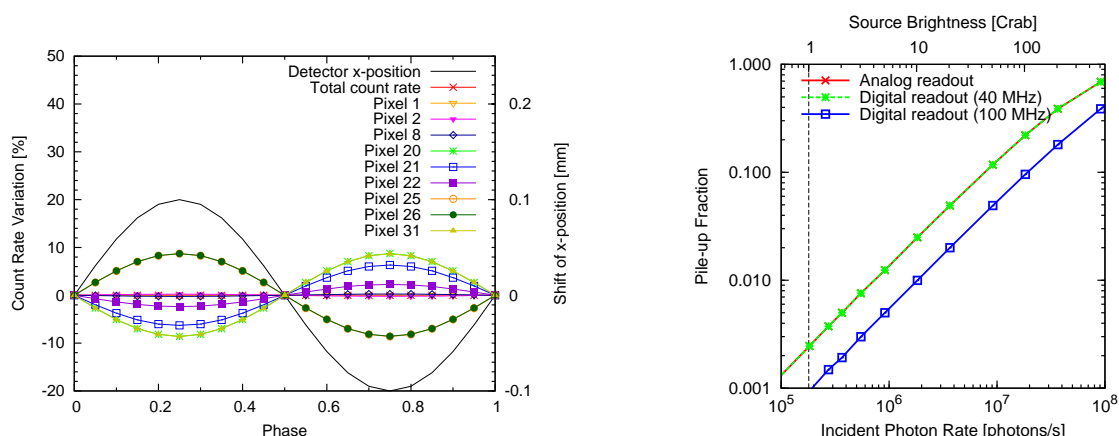 50
40
30
20
10
0
-10
-20
Count Rate Variation [%]
Detector x-position
Total count rate
Pixel 1
Pixel 2
Pixel 8
Pixel 20
Pixel 21
Pixel 22
Pixel 25
Pixel 26
Pixel 31
0.2
0.1
0
-0.1
Shift of x-position [mm]
0 0.2 0.4 0.6 0.8 1
Phase
Source Brightness [Crab]
1 10 100
1.000
0.100
0.010
0.001
Pile-up Fraction
Analog readout
Digital readout (40 MHz)
Digital readout (100 MHz)
10^5 10^6 10^7 10^8
Incident Photon Rate [photons/s]